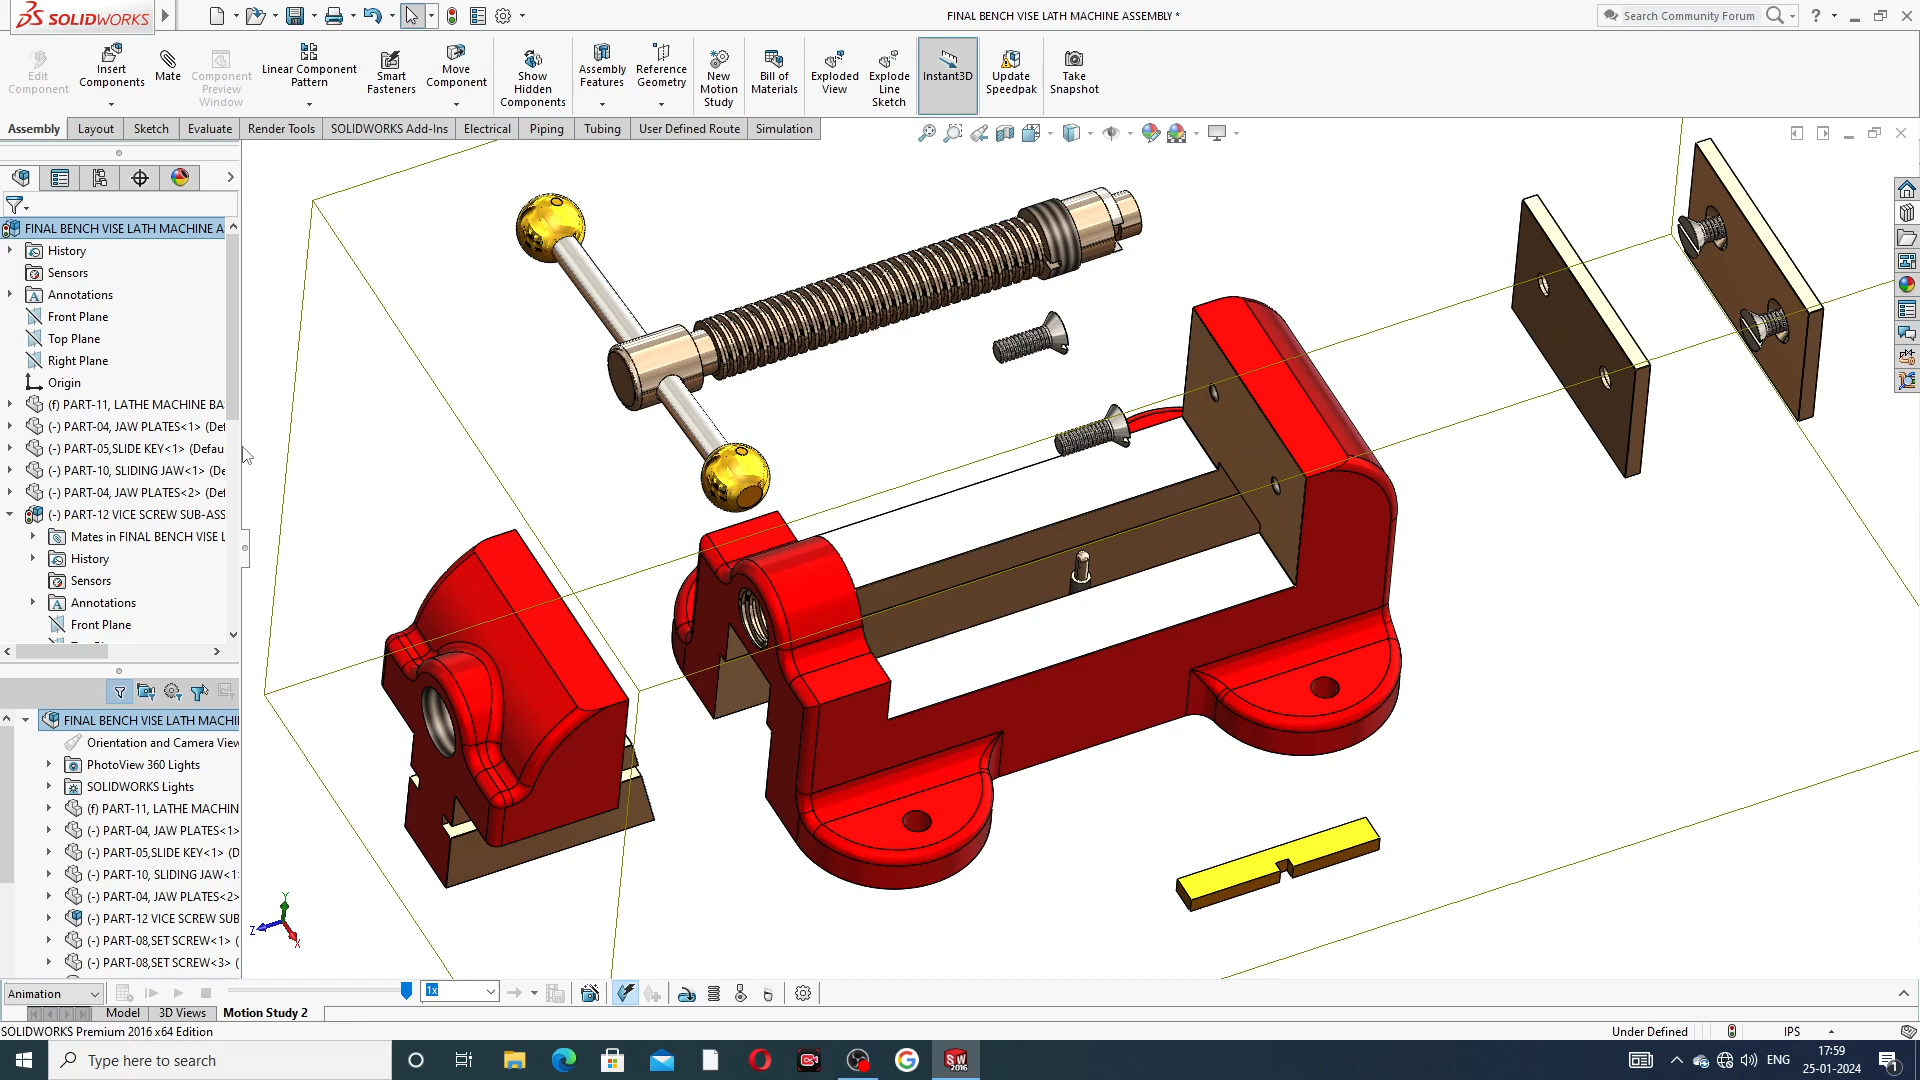 SOLIDWORKS
FINAL BENCH VISE LATH MACHINE ASSEMBLY *
Search Community Forum
Edit Component
Insert Components
Mate
Component Preview Window
Linear Component Pattern
Smart Fasteners
Move Component
Show Hidden Components
Assembly Features
Reference Geometry
New Motion Study
Bill of Materials
Exploded View
Explode Line Sketch
Instant3D
Update Speedpak
Take Snapshot
Assembly
Layout
Sketch
Evaluate
Render Tools
SOLIDWORKS Add-Ins
Electrical
Piping
Tubing
User Defined Route
Simulation
FINAL BENCH VISE LATH MACHINE A
History
Sensors
Annotations
Front Plane
Top Plane
Right Plane
Origin
(f) PART-11, LATHE MACHINE BA
(-) PART-04, JAW PLATES<1> (Def
(-) PART-05,SLIDE KEY<1> (Defau
(-) PART-10, SLIDING JAW<1> (De
(-) PART-04, JAW PLATES<2> (Def
(-) PART-12 VICE SCREW SUB-ASS
Mates in FINAL BENCH VISE L
History
Sensors
Annotations
Front Plane
FINAL BENCH VISE LATH MACHI
Orientation and Camera View
PhotoView 360 Lights
SOLIDWORKS Lights
(f) PART-11, LATHE MACHIN
(-) PART-04, JAW PLATES<1>
(-) PART-05,SLIDE KEY<1> (D
(-) PART-10, SLIDING JAW<1
(-) PART-04, JAW PLATES<2>
(-) PART-12 VICE SCREW SUB
(-) PART-08,SET SCREW<1> (
(-) PART-08,SET SCREW<3> (
Y
Z
X
Animation
1x
Model
3D Views
Motion Study 2
SOLIDWORKS Premium 2016 x64 Edition
Under Defined
IPS
Type here to search
SW
2016
ENG
17:59
25-01-2024
1